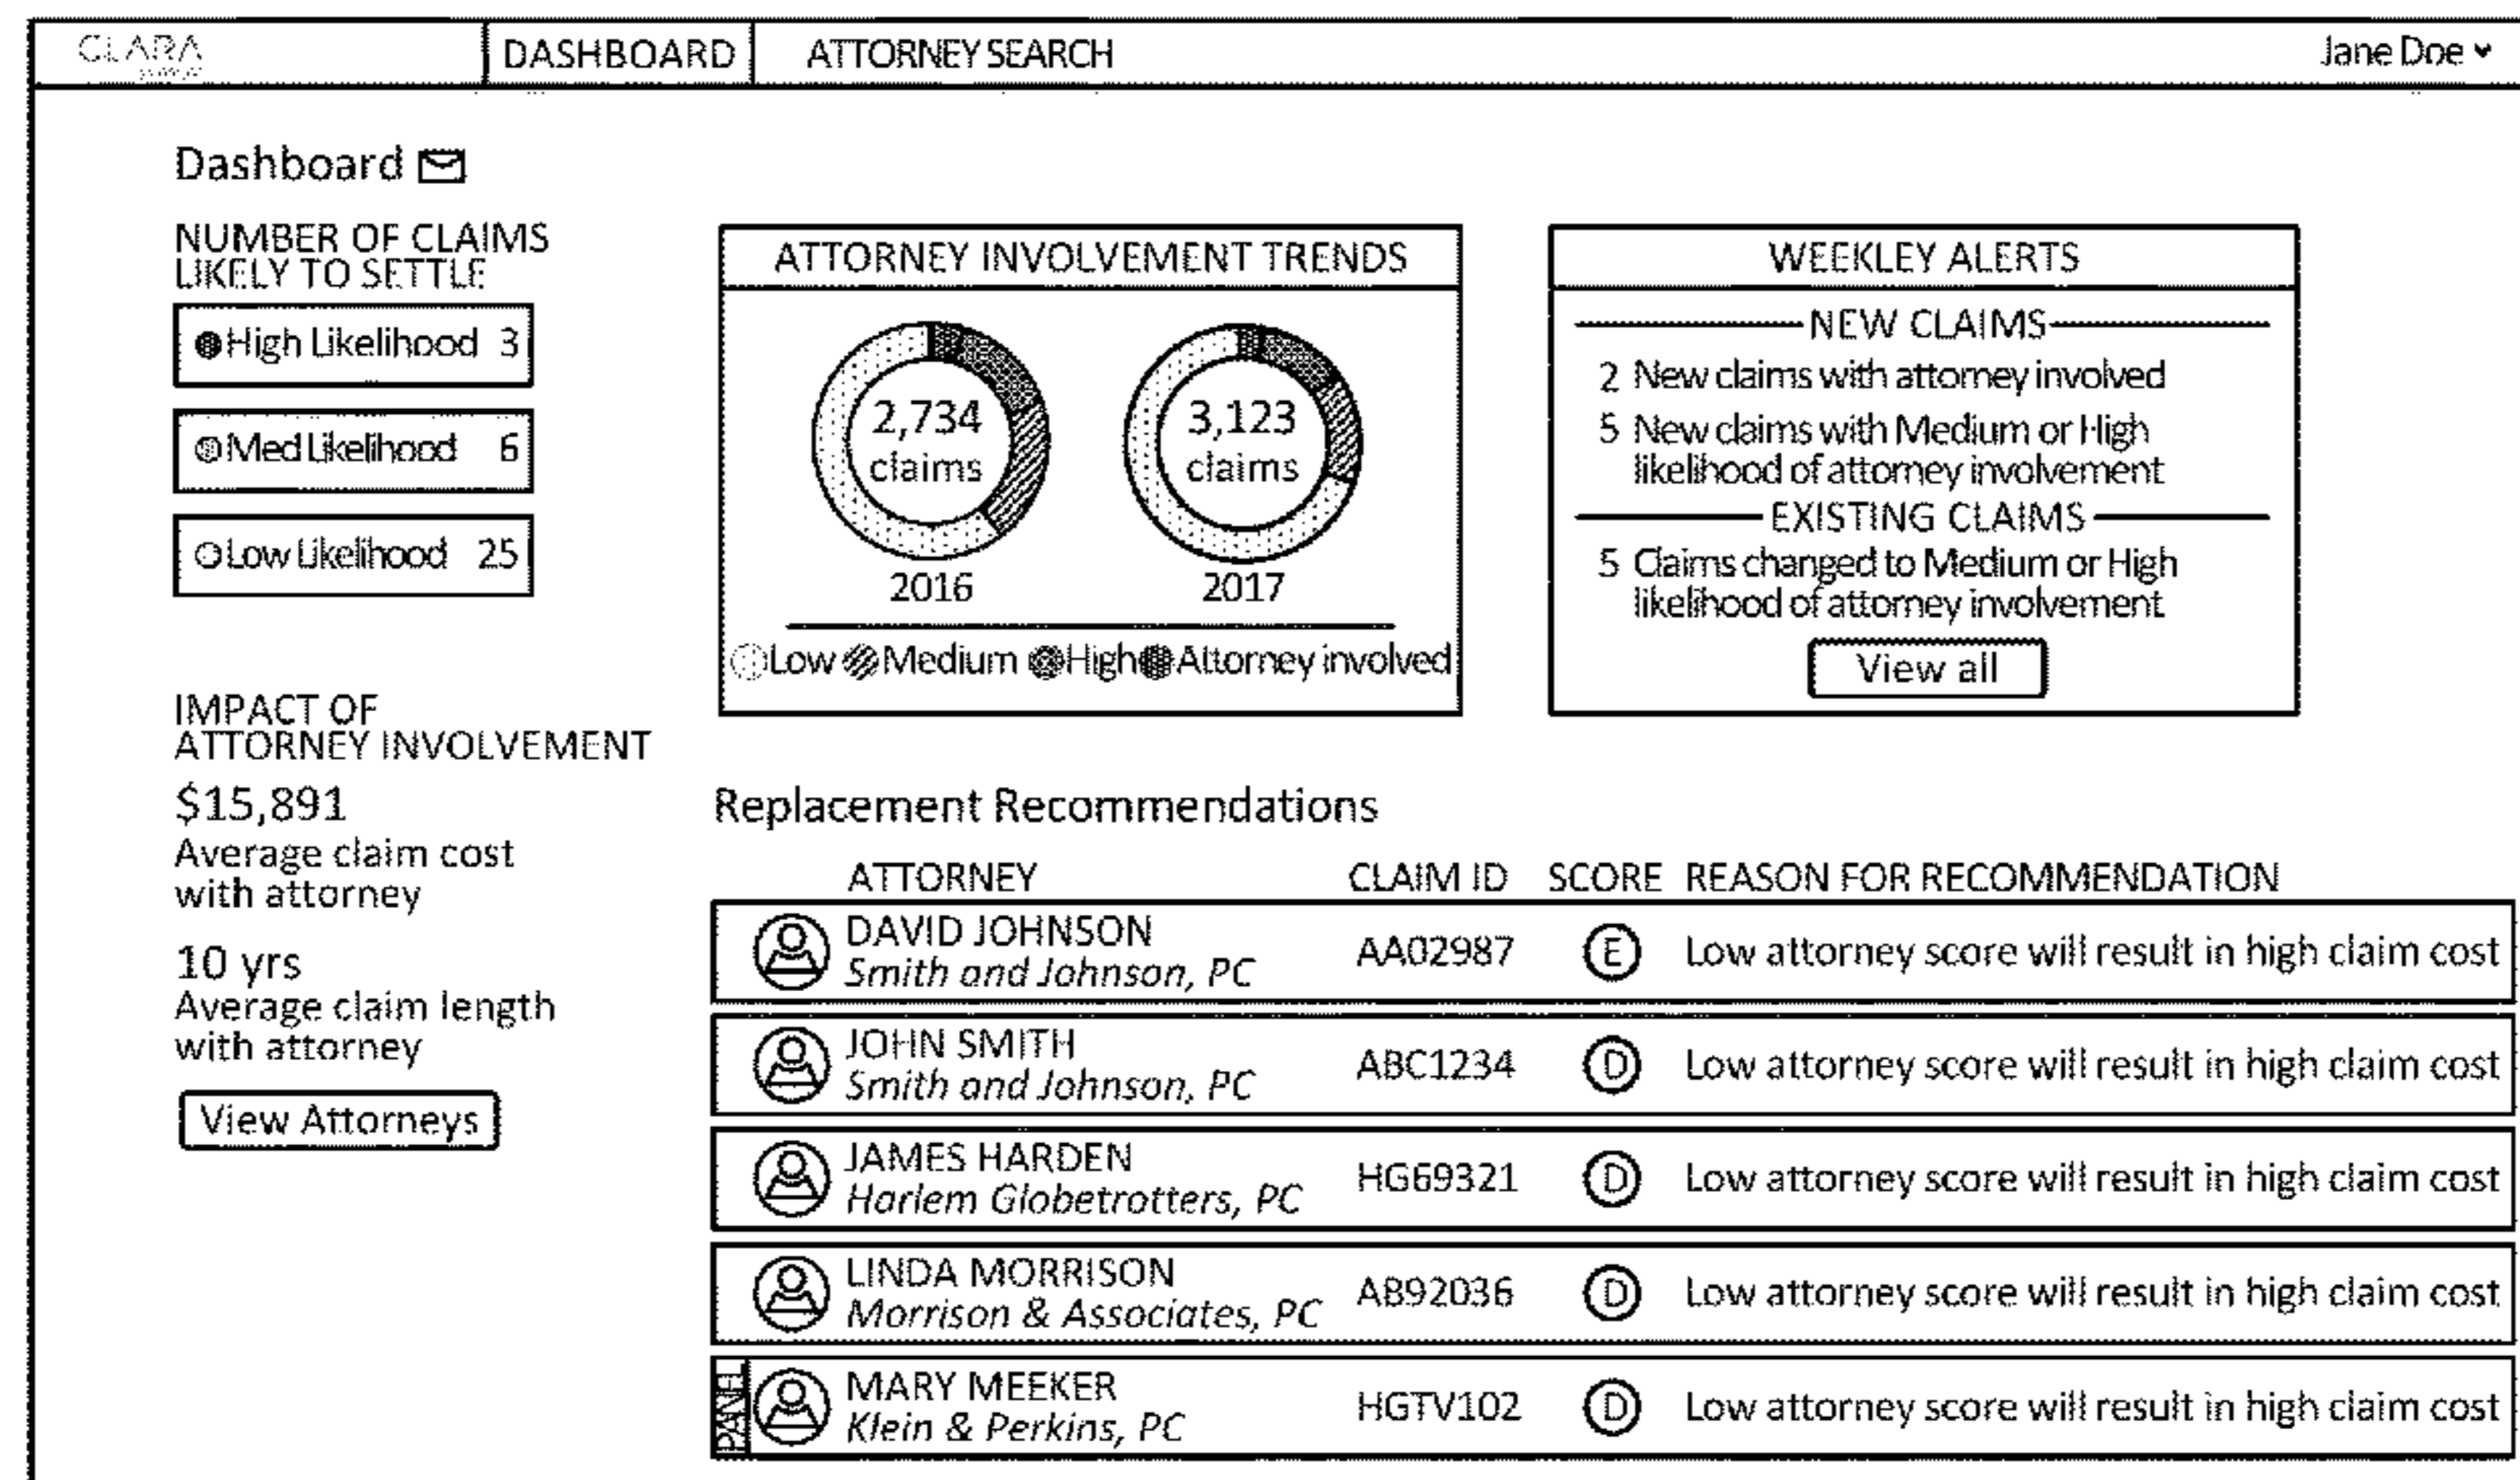 CLARA
DASHBOARD
ATTORNEY SEARCH
Jane Doe
Dashboard
NUMBER OF CLAIMS
LIKELY TO SETTLE
High Likelihood 3
Med Likelihood 6
Low Likelihood 25
IMPACT OF
ATTORNEY INVOLVEMENT
$15,891
Average claim cost
with attorney
10 yrs
Average claim length
with attorney
View Attorneys
ATTORNEY INVOLVEMENT TRENDS
2,734
claims
2016
3,123
claims
2017
Low Medium High Attorney involved
WEEKLEY ALERTS
NEW CLAIMS
2 New claims with attorney involved
5 New claims with Medium or High
likelihood of attorney involvement
EXISTING CLAIMS
5 Claims changed to Medium or High
likelihood of attorney involvement
View all
Replacement Recommendations
ATTORNEY CLAIM ID SCORE REASON FOR RECOMMENDATION
DAVID JOHNSON
Smith and Johnson, PC
AA02987 E Low attorney score will result in high claim cost
JOHN SMITH
Smith and Johnson, PC
ABC1234 D Low attorney score will result in high claim cost
JAMES HARDEN
Harlem Globetrotters, PC
HG69321 D Low attorney score will result in high claim cost
LINDA MORRISON
Morrison & Associates, PC
AB92036 D Low attorney score will result in high claim cost
PANEL
MARY MEEKER
Klein & Perkins, PC
HGTV102 D Low attorney score will result in high claim cost